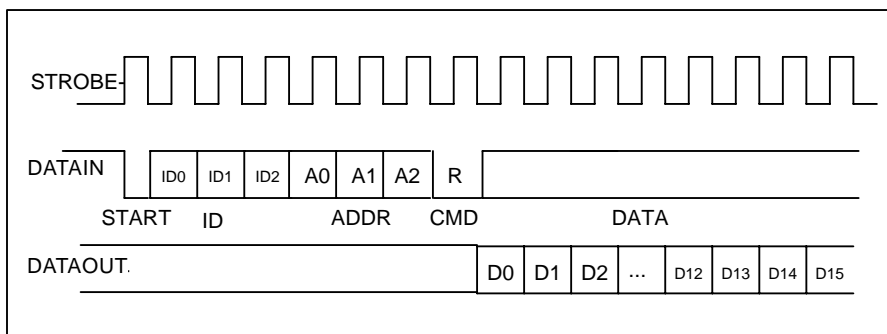 STROBE
DATAIN ID0 ID1 ID2 A0 A1 A2 R
START ID ADDR CMD DATA
DATAOUT. D0 D1 D2 ... D12 D13 D14 D15